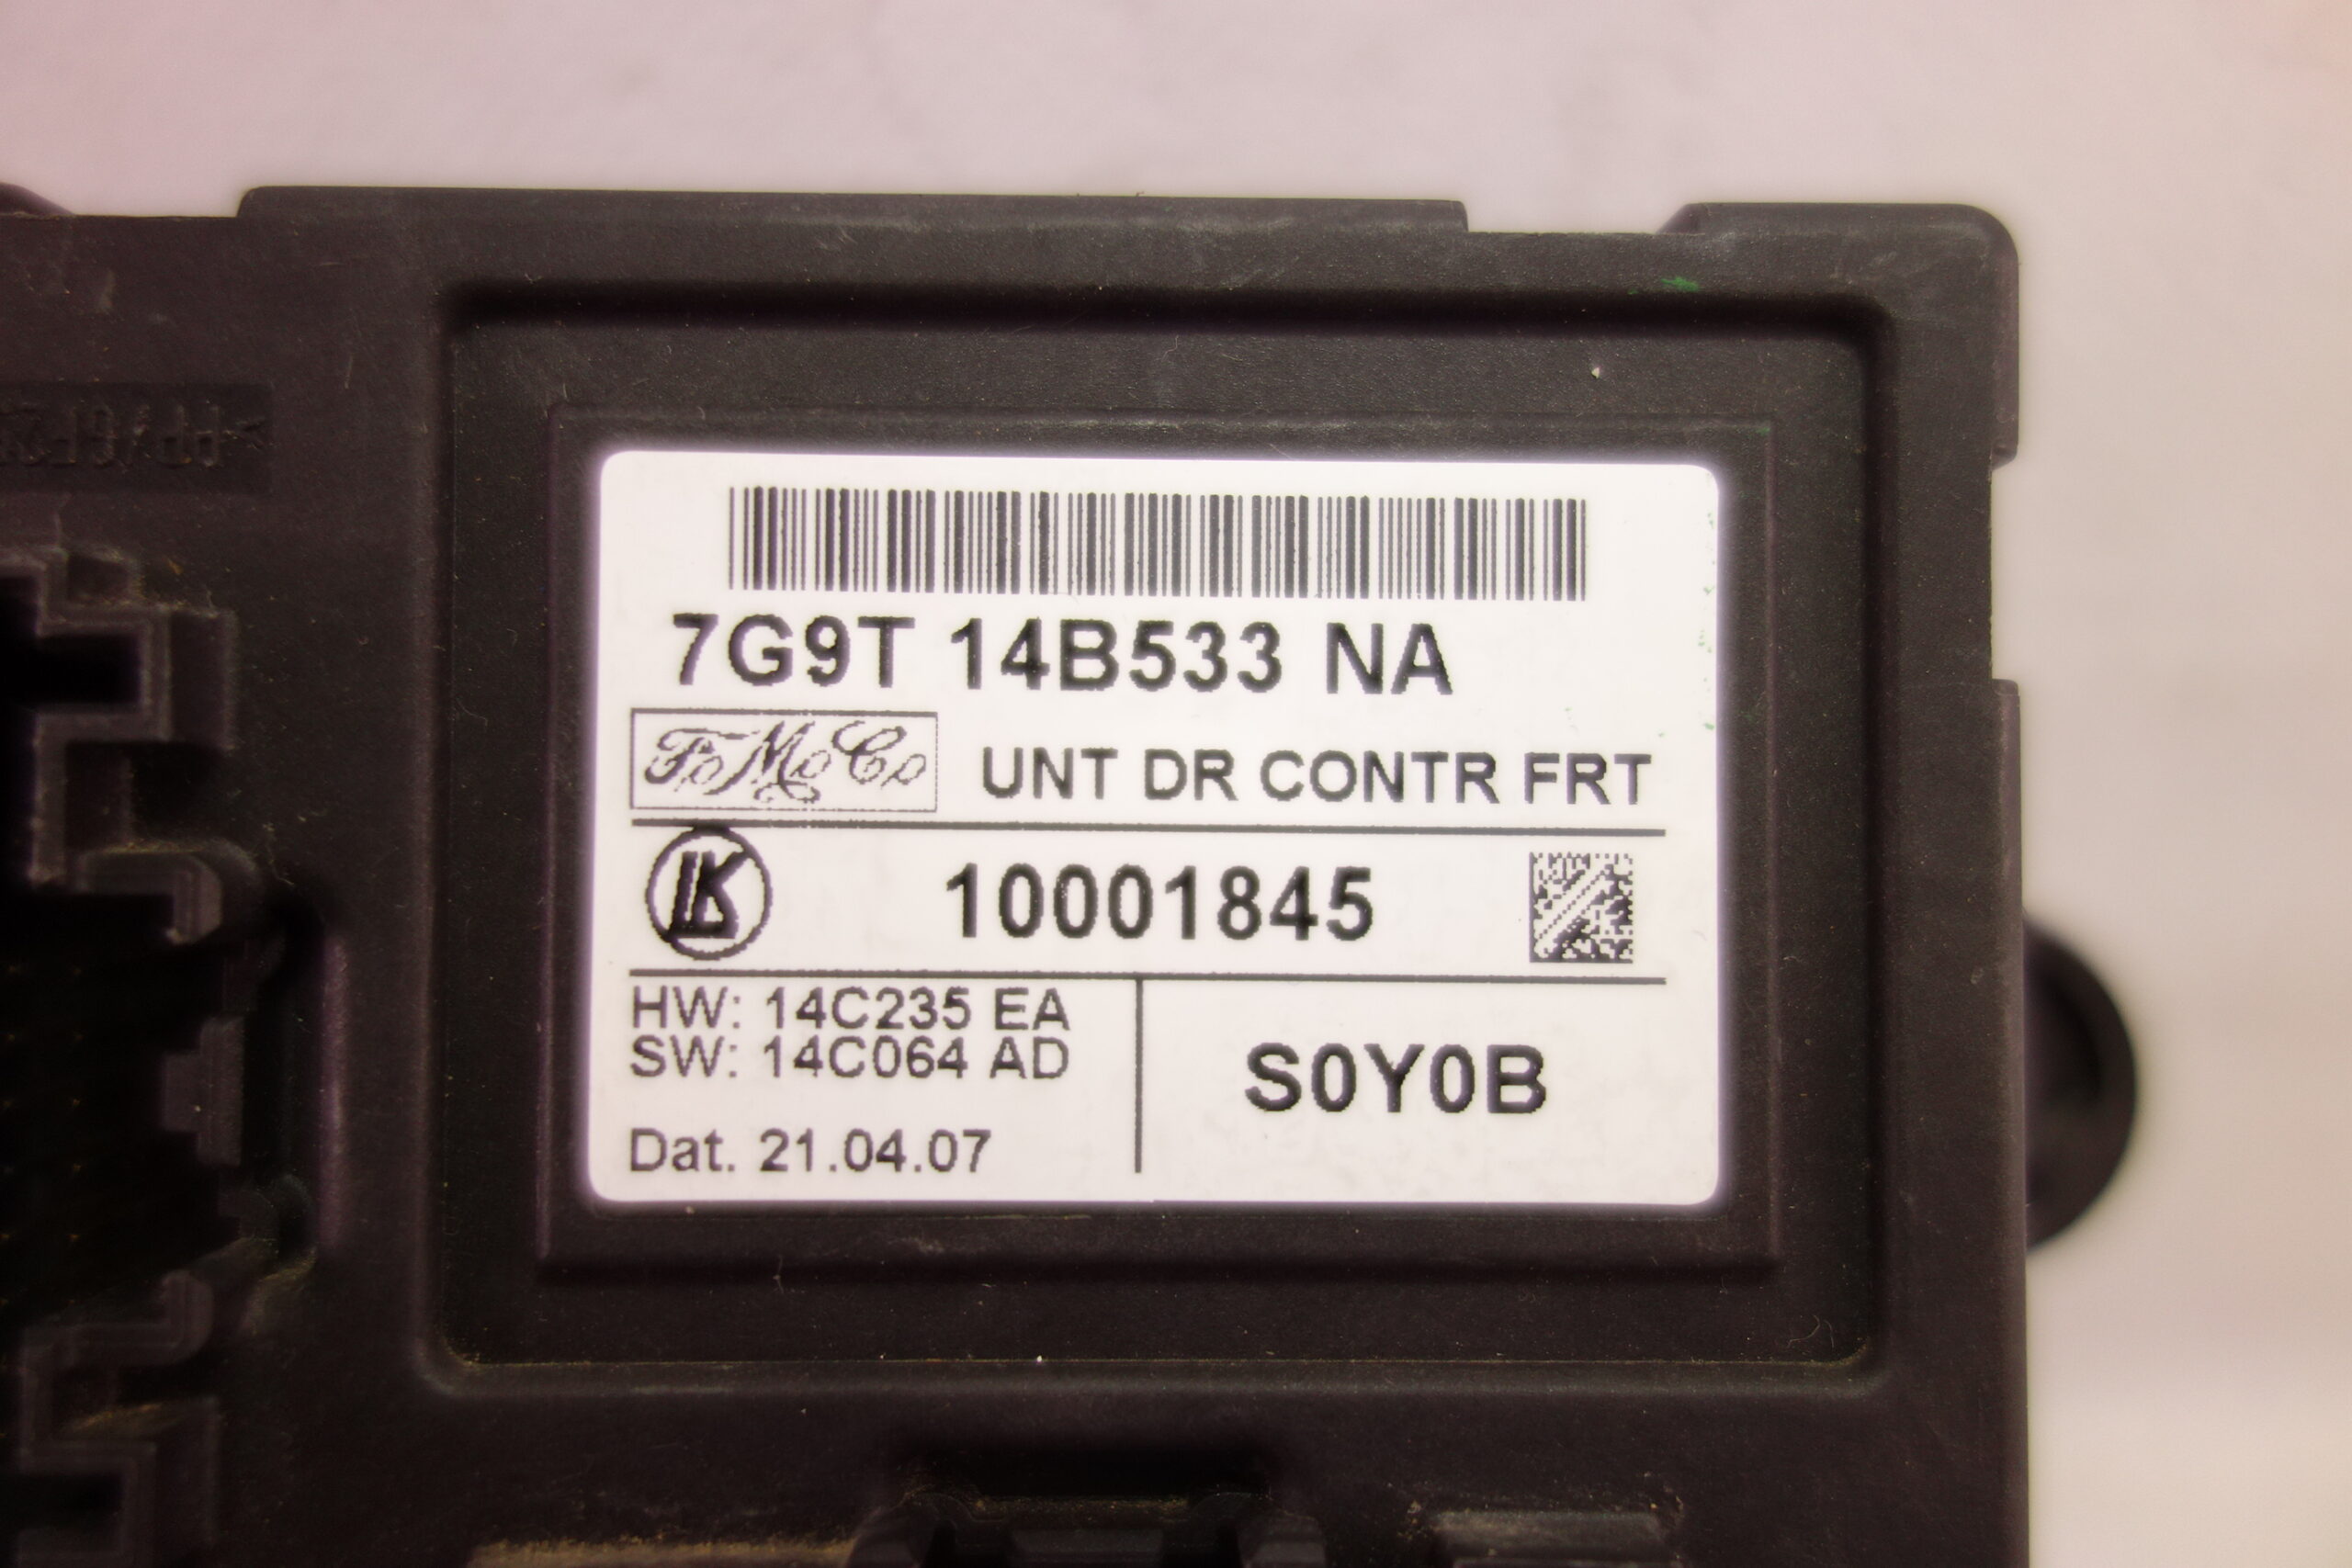 7G9T 14B533 NA
FoMoCo
UNT DR CONTR FRT
LK
10001845
HW: 14C235 EA
SW: 14C064 AD
S0Y0B
Dat. 21.04.07